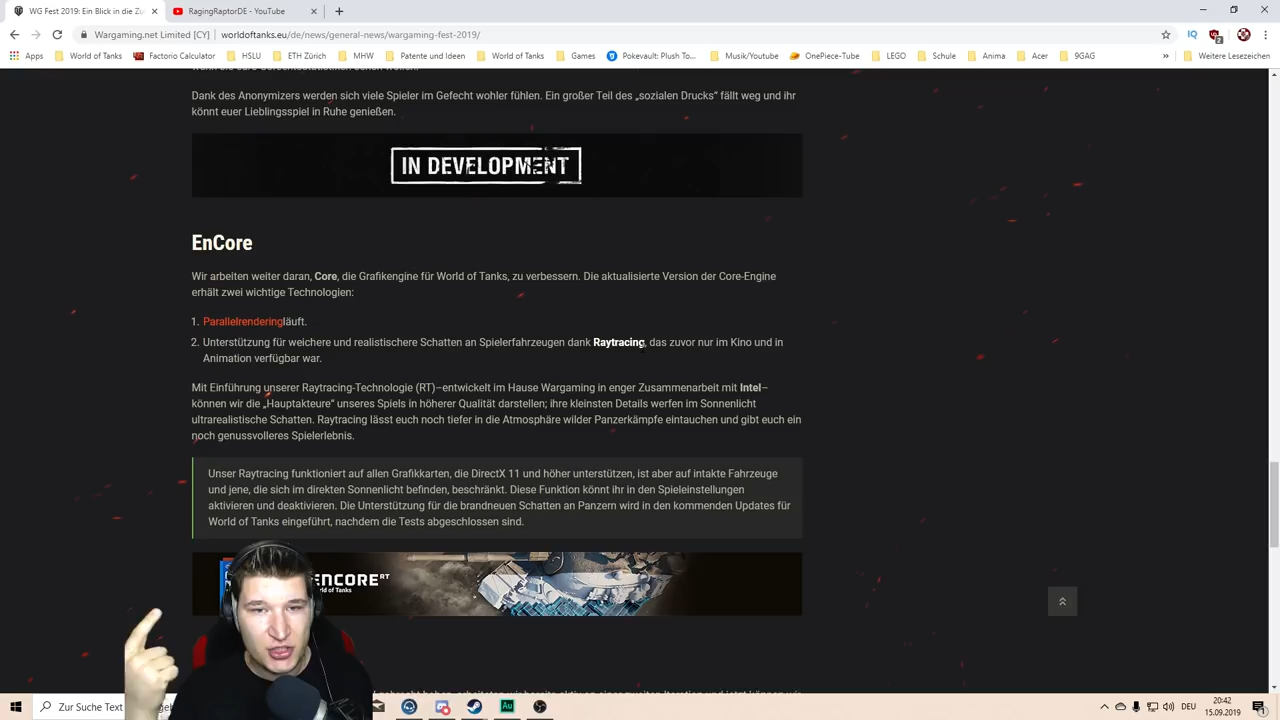 WG Fest 2019: Ein Blick in die Zu
RagingRaptorDE - YouTube
Wargaming.net Limited [CY]
worldoftanks.eu/de/news/general-news/wargaming-fest-2019/
Apps
World of Tanks
Factorio Calculator
HSLU
ETH Zürich
MHW
Patente und Ideen
World of Tanks
Games
Pokevault: Plush To...
Musik/Youtube
OnePiece-Tube
LEGO
Schule
Anima
Acer
9GAG
Weitere Lesezeichen
Dank des Anonymizers werden sich viele Spieler im Gefecht wohler fühlen. Ein großer Teil des „sozialen Drucks“ fällt weg und ihr
könnt euer Lieblingsspiel in Ruhe genießen.
IN DEVELOPMENT
EnCore
Wir arbeiten weiter daran, Core, die Grafikengine für World of Tanks, zu verbessern. Die aktualisierte Version der Core-Engine
erhält zwei wichtige Technologien:
1. Parallelrenderingläuft.
2. Unterstützung für weichere und realistischere Schatten an Spielerfahrzeugen dank Raytracing, das zuvor nur im Kino und in
Animation verfügbar war.
Mit Einführung unserer Raytracing-Technologie (RT)–entwickelt im Hause Wargaming in enger Zusammenarbeit mit Intel–
können wir die „Hauptakteure“ unseres Spiels in höherer Qualität darstellen; ihre kleinsten Details werfen im Sonnenlicht
ultrarealistische Schatten. Raytracing lässt euch noch tiefer in die Atmosphäre wilder Panzerkämpfe eintauchen und gibt euch ein
noch genussvolleres Spielerlebnis.
Unser Raytracing funktioniert auf allen Grafikkarten, die DirectX 11 und höher unterstützen, ist aber auf intakte Fahrzeuge
und jene, die sich im direkten Sonnenlicht befinden, beschränkt. Diese Funktion könnt ihr in den Spieleinstellungen
aktivieren und deaktivieren. Die Unterstützung für die brandneuen Schatten an Panzern wird in den kommenden Updates für
World of Tanks eingeführt, nachdem die Tests abgeschlossen sind.
ENCORE RT
World of Tanks
Zur Suche Text
Au
DEU
20:42
15.09.2019